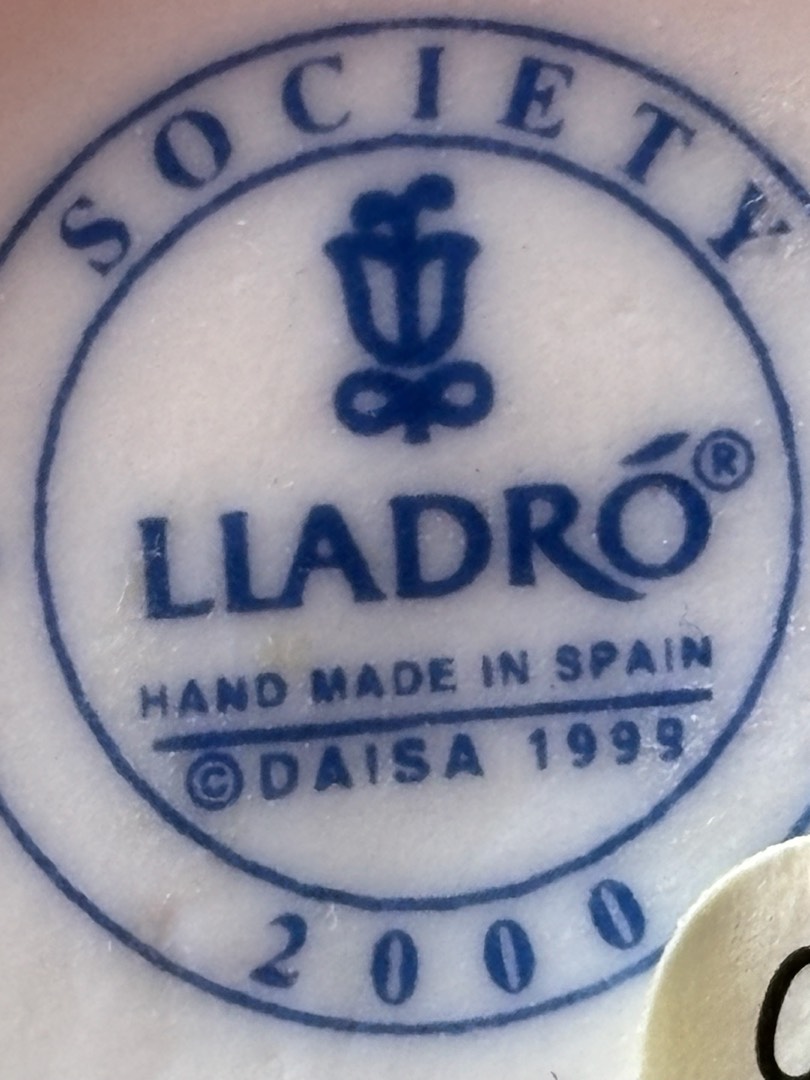 SOCIETY
LLADRÓ®
HAND MADE IN SPAIN
©DAISA 1999
2000